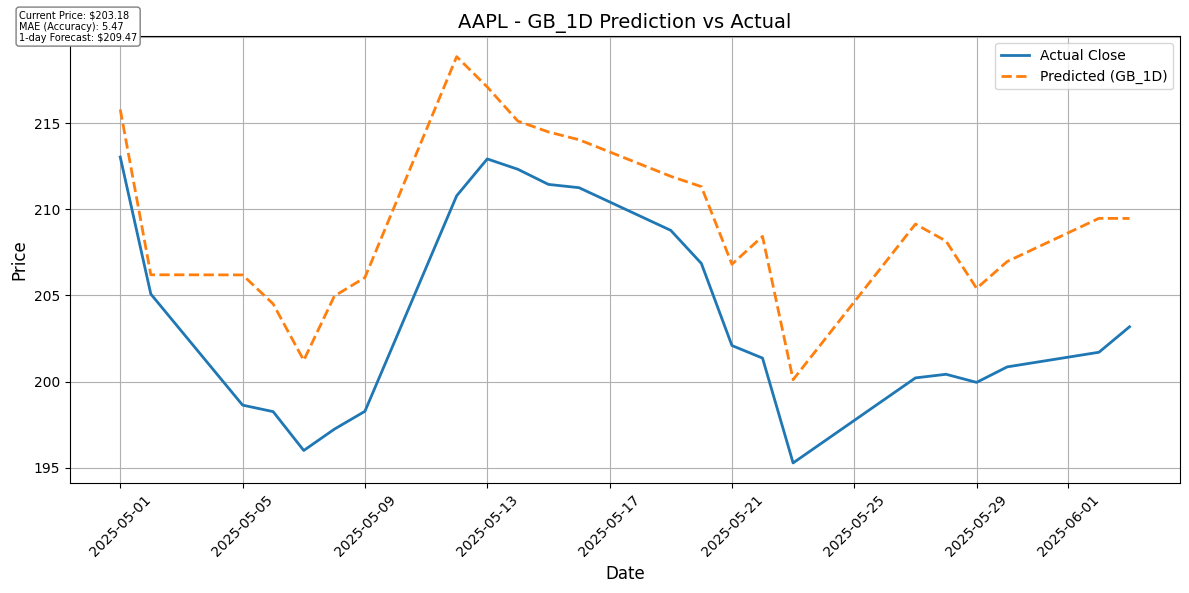 Current Price: $203.18
MAE (Accuracy): 5.47
1-day Forecast: $209.47
AAPL - GB_1D Prediction vs Actual
Actual Close
Predicted (GB_1D)
Price
215
210
205
200
195
2025-05-01
2025-05-05
2025-05-09
2025-05-13
2025-05-17
2025-05-21
2025-05-25
2025-05-29
2025-06-01
Date